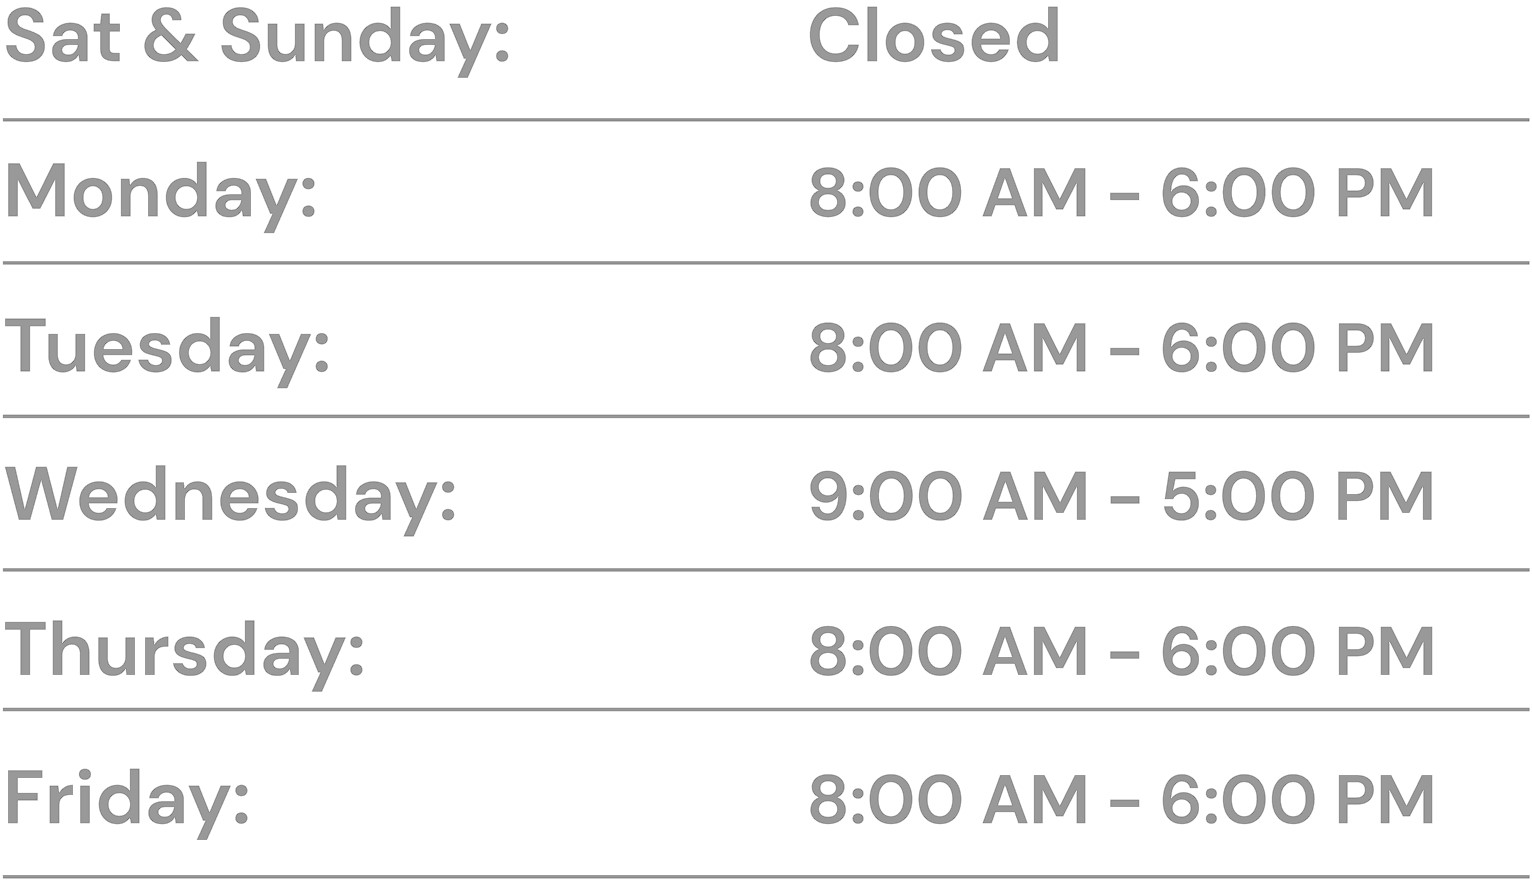 Sat & Sunday: Closed
Monday: 8:00 AM - 6:00 PM
Tuesday: 8:00 AM - 6:00 PM
Wednesday: 9:00 AM - 5:00 PM
Thursday: 8:00 AM - 6:00 PM
Friday: 8:00 AM - 6:00 PM